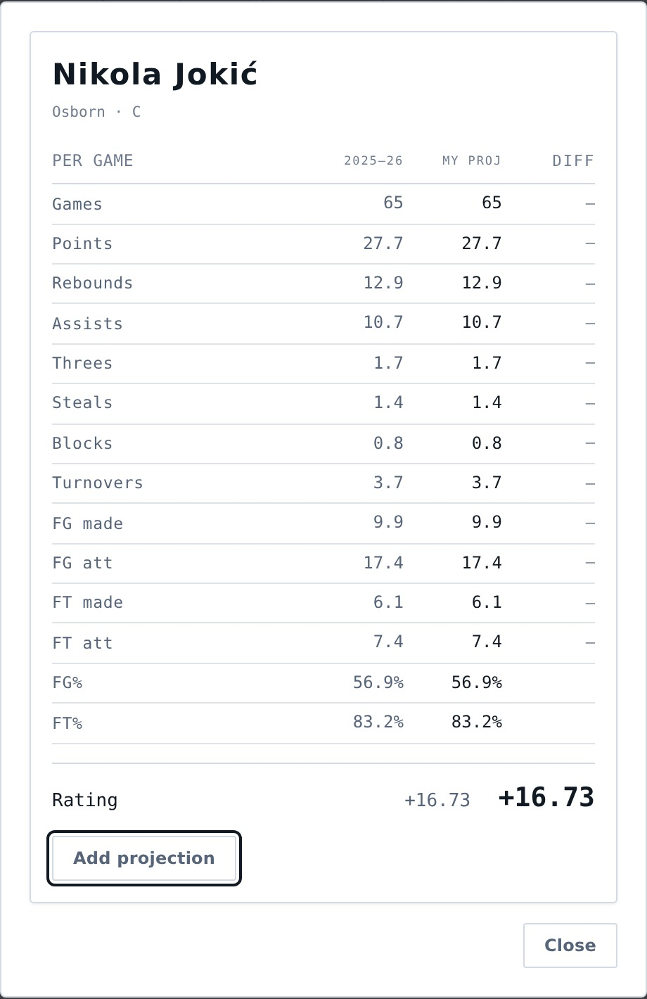 Nikola Jokić
Osborn · C
PER GAME 2025–26 MY PROJ DIFF
Games 65 65 —
Points 27.7 27.7 —
Rebounds 12.9 12.9 —
Assists 10.7 10.7 —
Threes 1.7 1.7 —
Steals 1.4 1.4 —
Blocks 0.8 0.8 —
Turnovers 3.7 3.7 —
FG made 9.9 9.9 —
FG att 17.4 17.4 —
FT made 6.1 6.1 —
FT att 7.4 7.4 —
FG% 56.9% 56.9%
FT% 83.2% 83.2%
Rating +16.73 +16.73
Add projection
Close